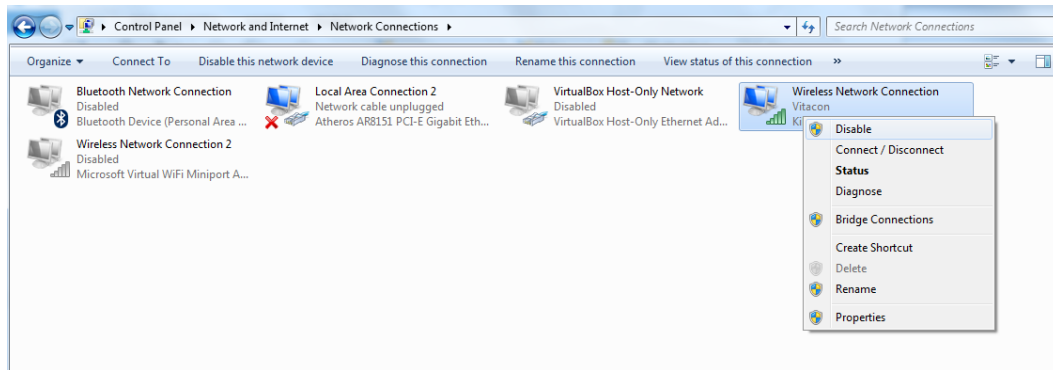 Control Panel ▸ Network and Internet ▸ Network Connections ▸
Search Network Connections
Organize
Connect To
Disable this network device
Diagnose this connection
Rename this connection
View status of this connection
»
Bluetooth Network Connection
Disabled
Bluetooth Device (Personal Area ...
Local Area Connection 2
Network cable unplugged
Atheros AR8151 PCI-E Gigabit Eth...
VirtualBox Host-Only Network
Disabled
VirtualBox Host-Only Ethernet Ad...
Wireless Network Connection
Vitacon
Wireless Network Connection 2
Disabled
Microsoft Virtual WiFi Miniport A...
Disable
Connect / Disconnect
Status
Diagnose
Bridge Connections
Create Shortcut
Delete
Rename
Properties